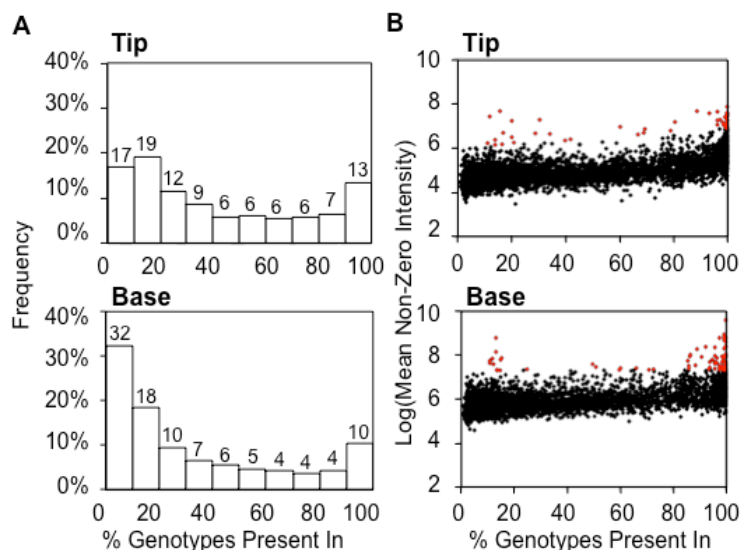 A
Tip
40%
30%
20%
10%
0%
17 19 12 9 6 6 6 6 7 13
0 20 40 60 80 100
Base
40%
30%
20%
10%
0%
32 18 10 7 6 5 4 4 4 10
0 20 40 60 80 100
% Genotypes Present In
Frequency
B
Tip
10
8
6
4
2
0 20 40 60 80 100
Base
10
8
6
4
2
0 20 40 60 80 100
% Genotypes Present In
Log(Mean Non-Zero Intensity)